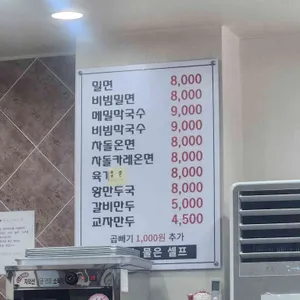 밀면 8,000
비빔밀면 8,000
메밀막국수 9,000
비빔막국수 9,000
차돌온면 8,000
차돌카레온면 8,000
육 8,000
왕만두국 8,000
갈비만두 5,000
교자만두 4,500
곱빼기 1,000원 추가
물은 셀프